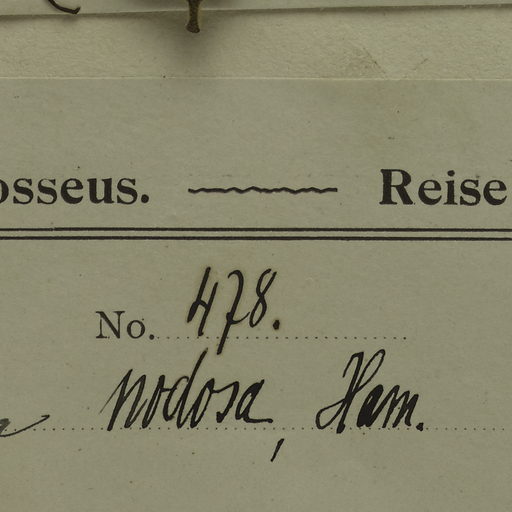 osseus. Reise
No. 478.
nodosa, Ham.